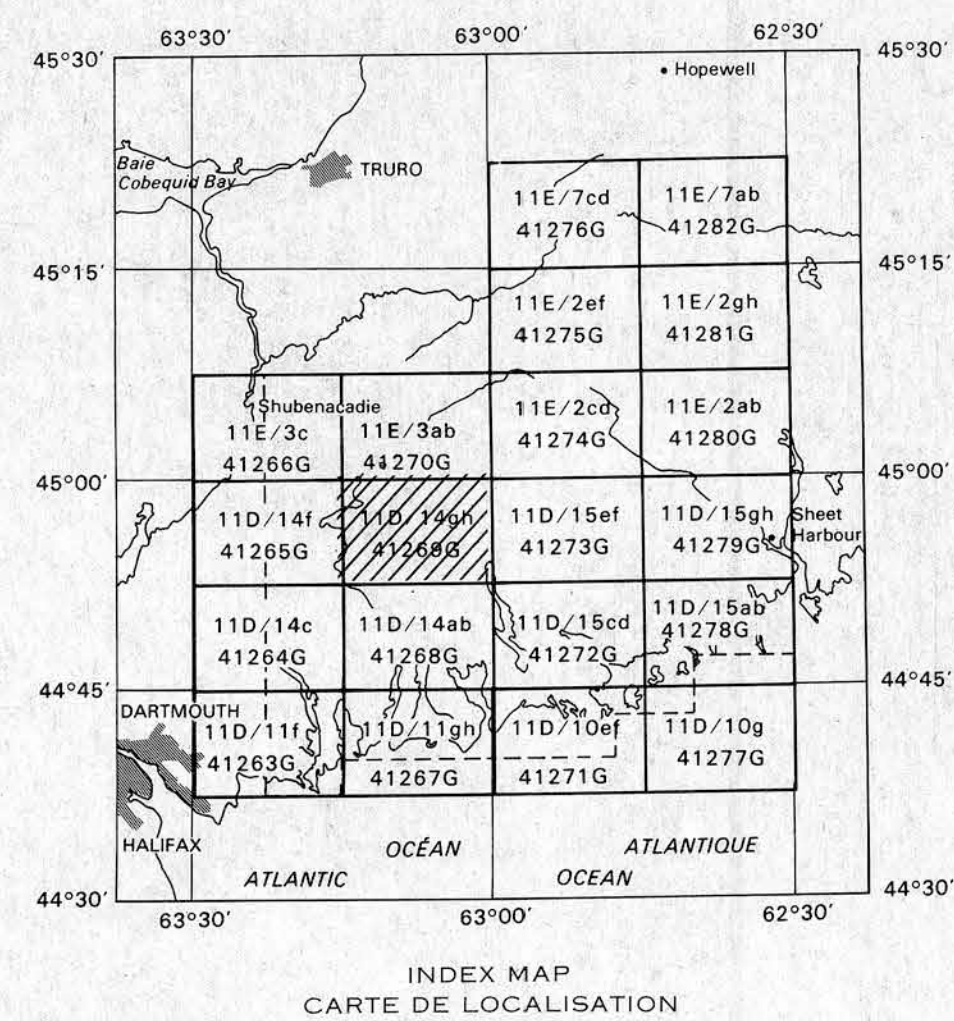 63°30′ 63°00′ 62°30′
45°30′ 45°30′
• Hopewell
Baie
Cobequid Bay
TRURO
11E/7cd 11E/7ab
41276G 41282G
45°15′ 45°15′
11E/2ef 11E/2gh
41275G 41281G
Shubenacadie
11E/3c 11E/3ab 11E/2cd 11E/2ab
41266G 41270G 41274G 41280G
45°00′ 45°00′
11D/14f 11D/14gh 11D/15ef 11D/15gh Sheet
41265G 41269G 41273G 41279G Harbour
11D/14c 11D/14ab 11D/15cd 11D/15ab
41264G 41268G 41272G 41278G
44°45′ 44°45′
DARTMOUTH
11D/11f 11D/11gh 11D/10ef 11D/10g
41263G 41267G 41271G 41277G
HALIFAX
OCÉAN ATLANTIQUE
ATLANTIC OCEAN
44°30′ 44°30′
63°30′ 63°00′ 62°30′
INDEX MAP
CARTE DE LOCALISATION